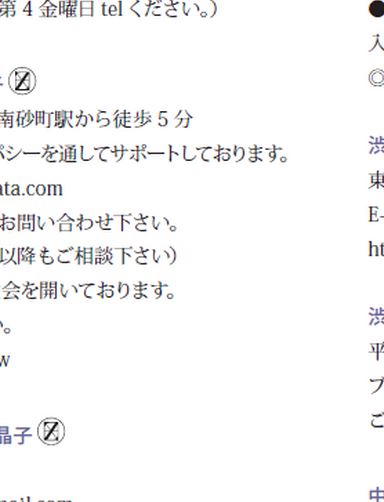 第 4 金曜日 tel ください。）
南砂町駅から徒歩 5 分
パシーを通してサポートしております。
ata.com
お問い合わせ下さい。
以降もご相談下さい）
会を開いております。
い。
w
晶子
●
入
◎
渋
東
E-
ht
渋
平
プ
ご
中